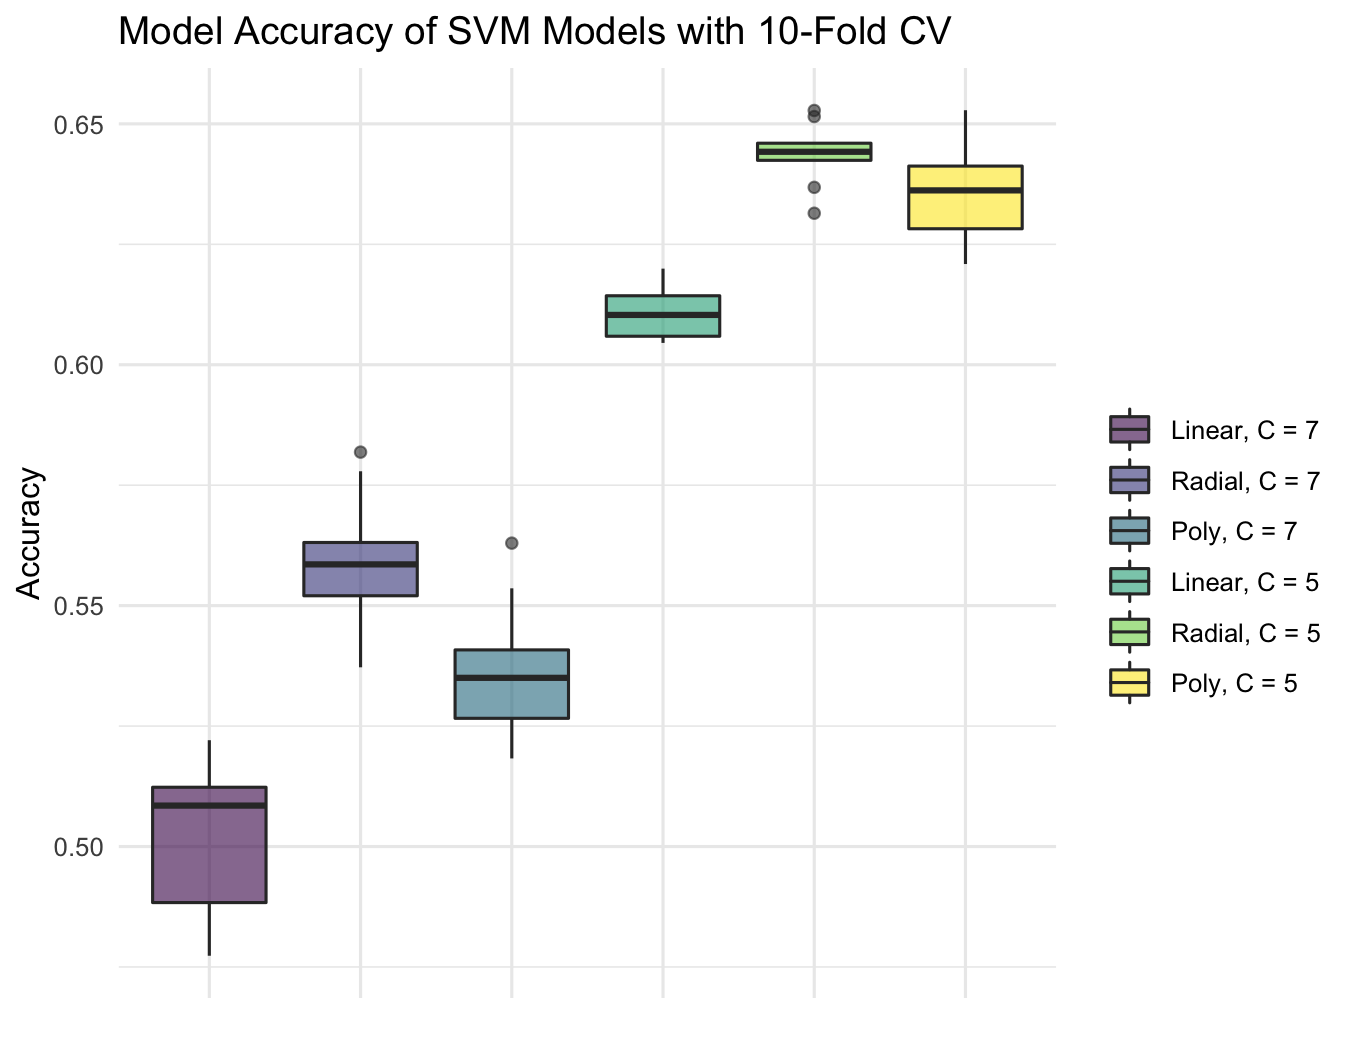 Model Accuracy of SVM Models with 10-Fold CV
Accuracy
0.65
0.60
0.55
0.50
Linear, C = 7
Radial, C = 7
Poly, C = 7
Linear, C = 5
Radial, C = 5
Poly, C = 5